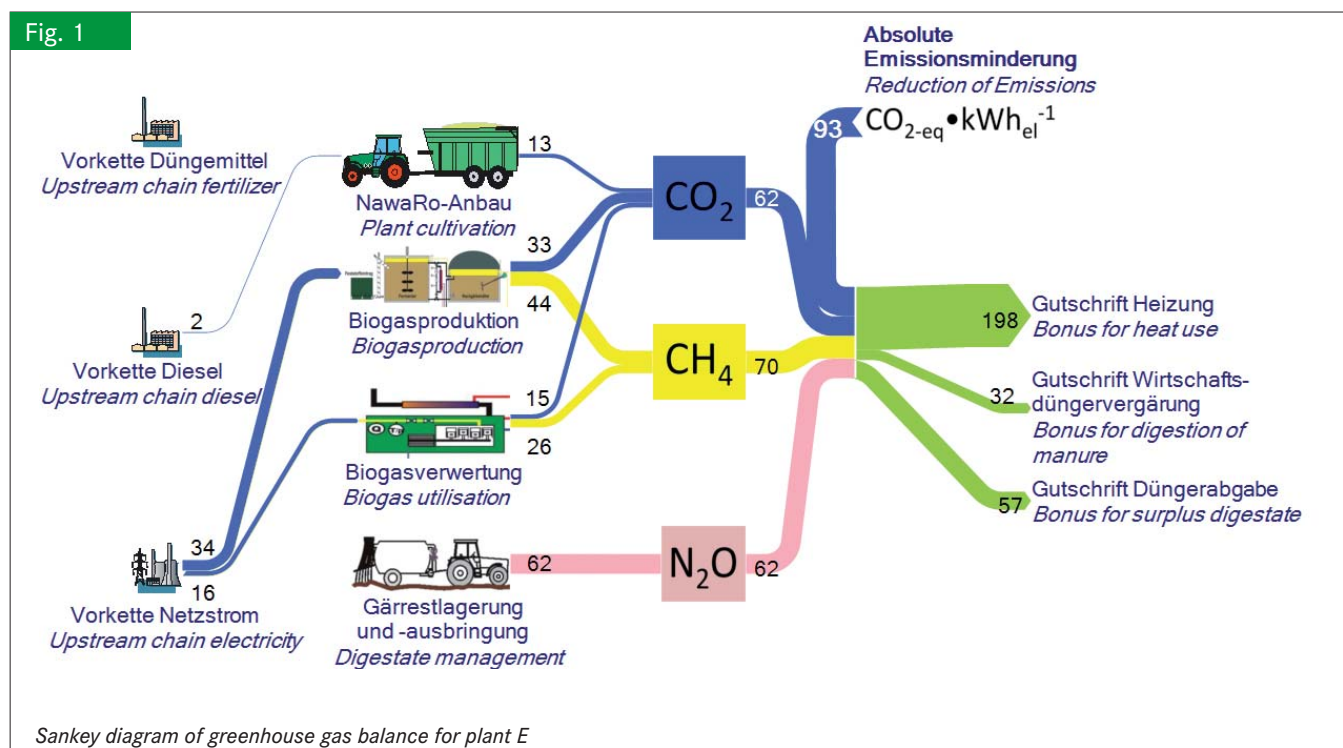 Fig. 1
Absolute
Emissionsminderung
Reduction of Emissions
93
CO2-eq•kWhel-1
Vorkette Düngemittel
Upstream chain fertilizer
13
NawaRo-Anbau
Plant cultivation
CO2
62
33
44
2
Vorkette Diesel
Upstream chain diesel
Biogasproduktion
Biogasproduction
CH4
70
198
Gutschrift Heizung
Bonus for heat use
15
26
Biogasverwertung
Biogas utilisation
32
Gutschrift Wirtschafts-
düngervergärung
Bonus for digestion of
manure
57
Gutschrift Düngerabgabe
Bonus for surplus digestate
34
16
Vorkette Netzstrom
Upstream chain electricity
62
Gärrestlagerung
und -ausbringung
Digestate management
N2O
62
Sankey diagram of greenhouse gas balance for plant E